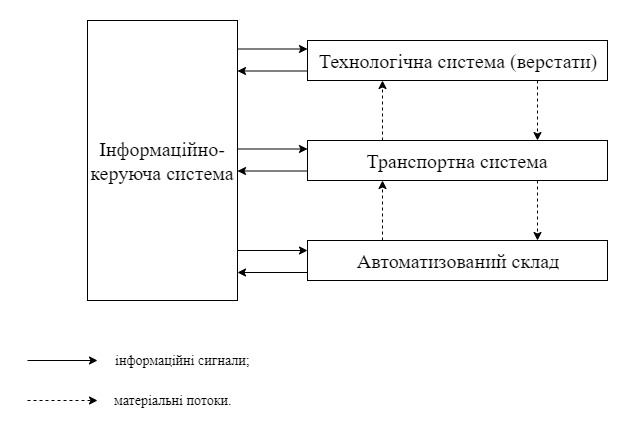 Технологічна система (верстати)
Інформаційно-
керуюча система
Транспортна система
Автоматизований склад
інформаційні сигнали;
матеріальні потоки.